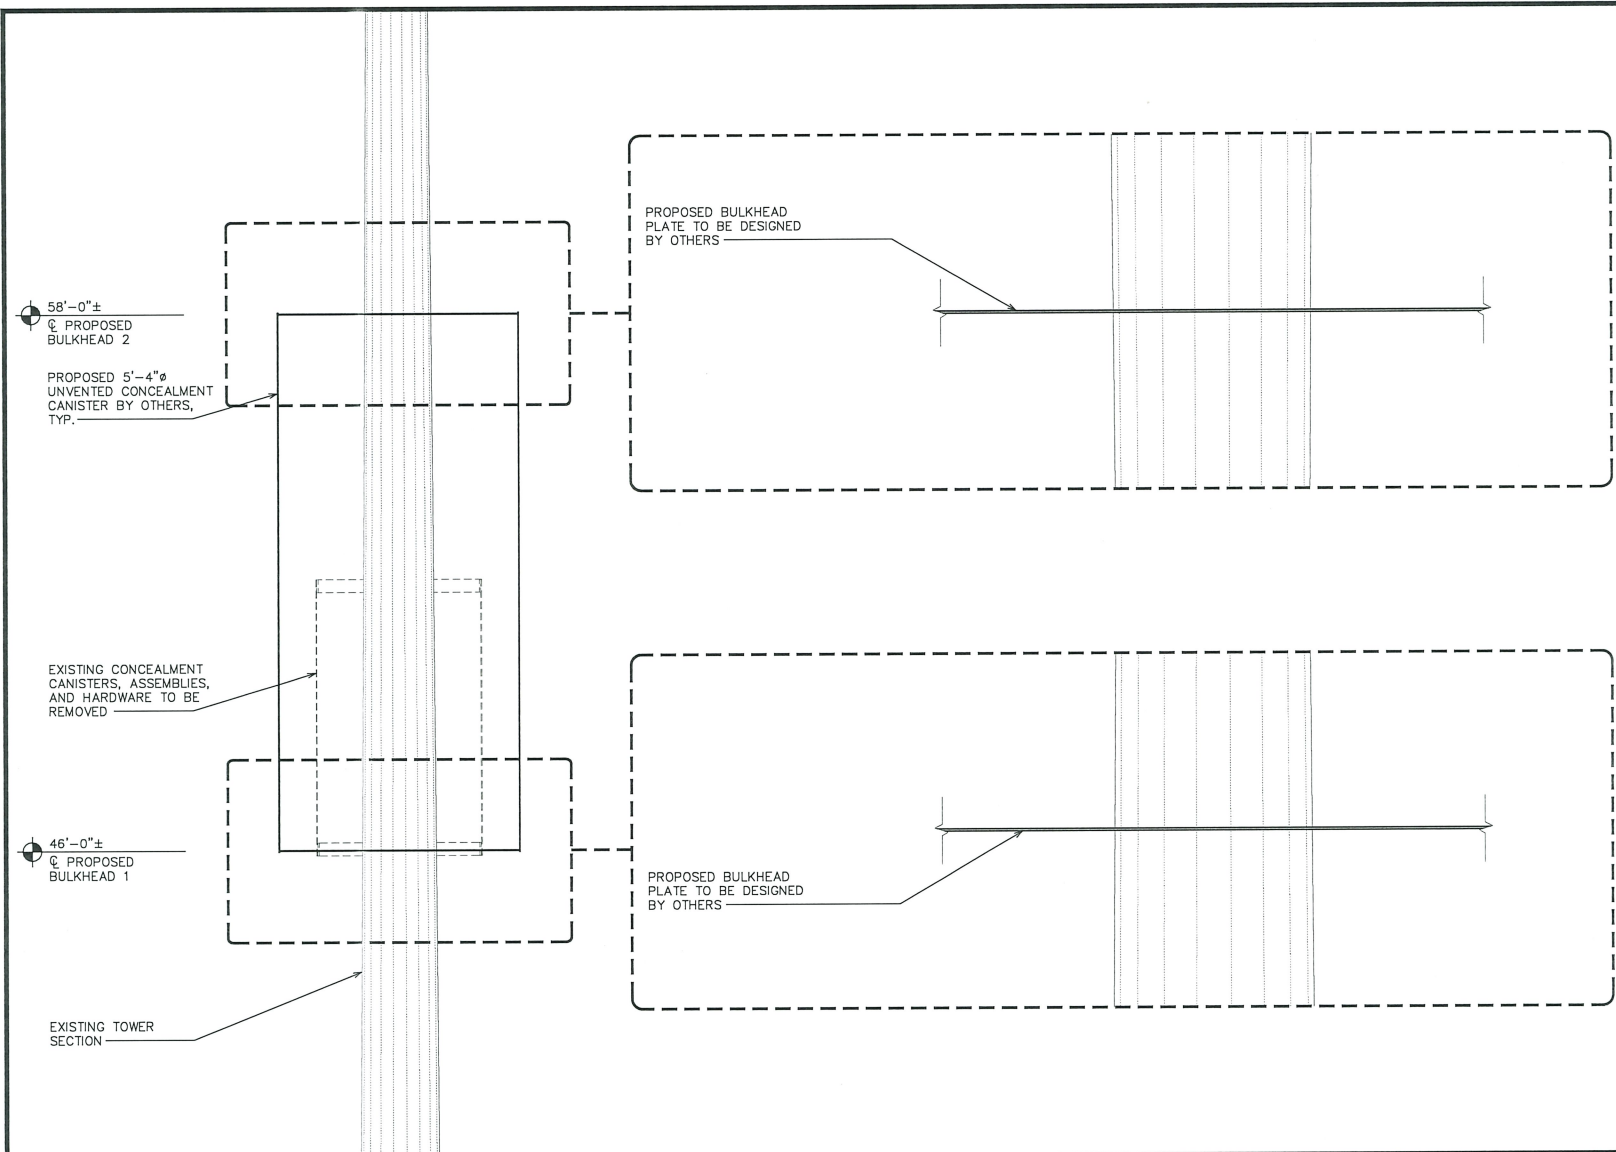 PROPOSED BULKHEAD
PLATE TO BE DESIGNED
BY OTHERS
58'-0"±
℄ PROPOSED
BULKHEAD 2
PROPOSED 5'-4"ø
UNVENTED CONCEALMENT
CANISTER BY OTHERS,
TYP.
EXISTING CONCEALMENT
CANISTERS, ASSEMBLIES,
AND HARDWARE TO BE
REMOVED
46'-0"±
℄ PROPOSED
BULKHEAD 1
PROPOSED BULKHEAD
PLATE TO BE DESIGNED
BY OTHERS
EXISTING TOWER
SECTION